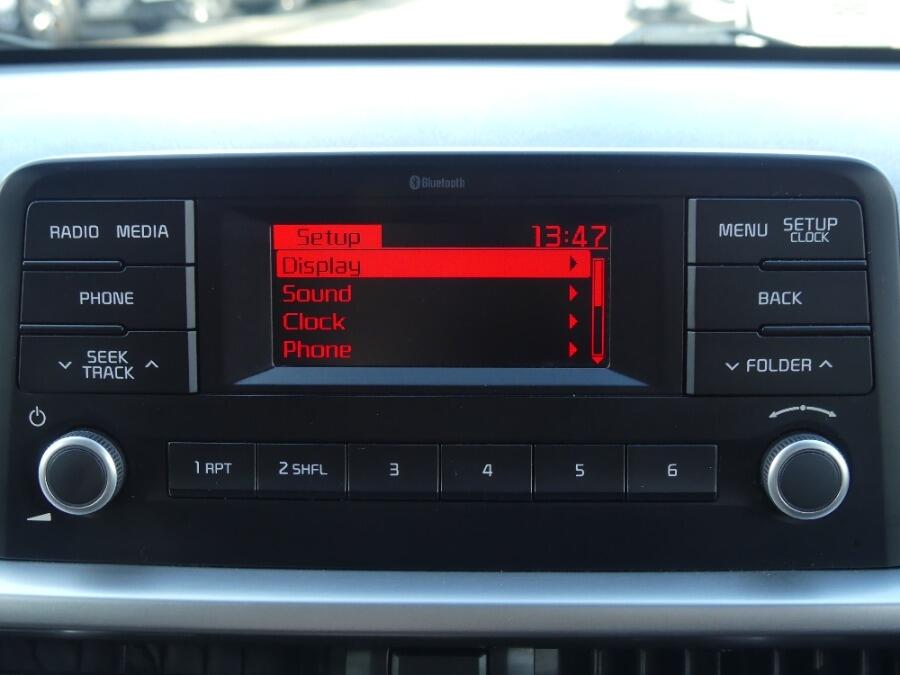 Bluetooth
RADIO MEDIA
PHONE
SEEK
TRACK
Setup 13:47
Display
Sound
Clock
Phone
MENU SETUP
CLOCK
BACK
FOLDER
1 RPT 2 SHFL 3 4 5 6